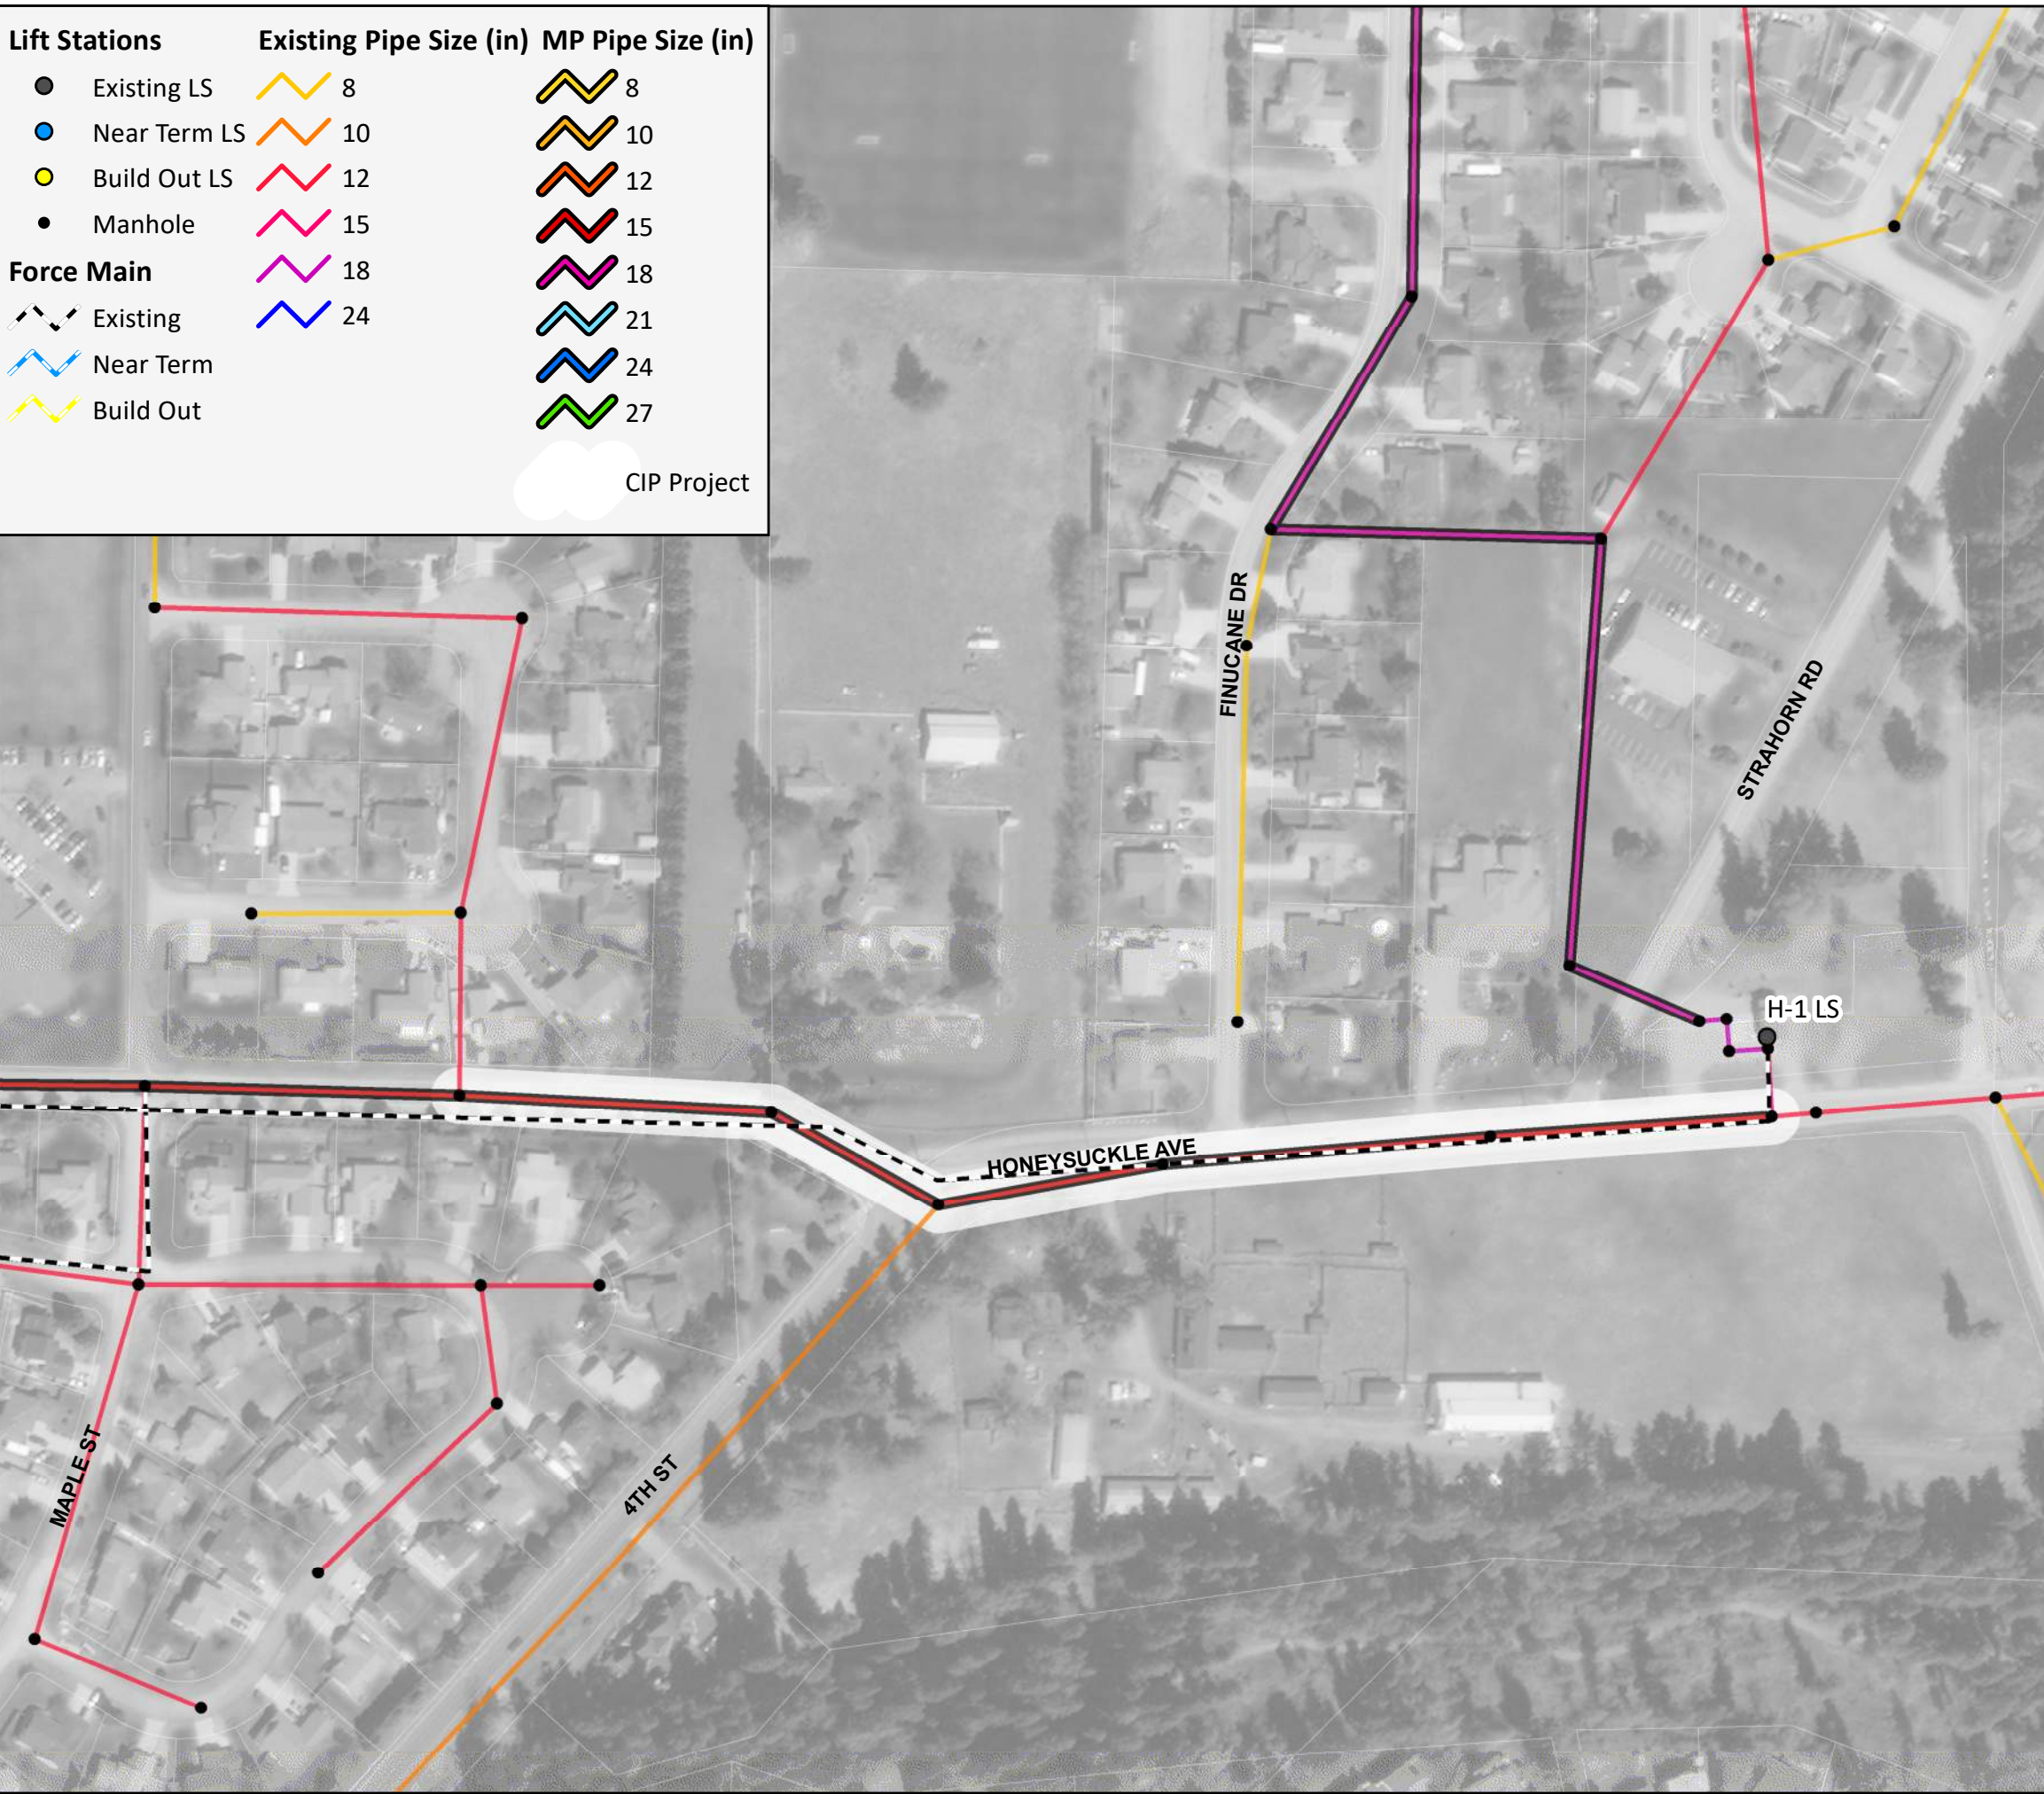 Lift Stations
Existing LS
Near Term LS
Build Out LS
Manhole
Force Main
Existing
Near Term
Build Out
Existing Pipe Size (in)
8
10
12
15
18
24
MP Pipe Size (in)
8
10
12
15
18
21
24
27
CIP Project
FINUCANE DR
STRAHORN RD
H-1 LS
HONEYSUCKLE AVE
MAPLE ST
4TH ST